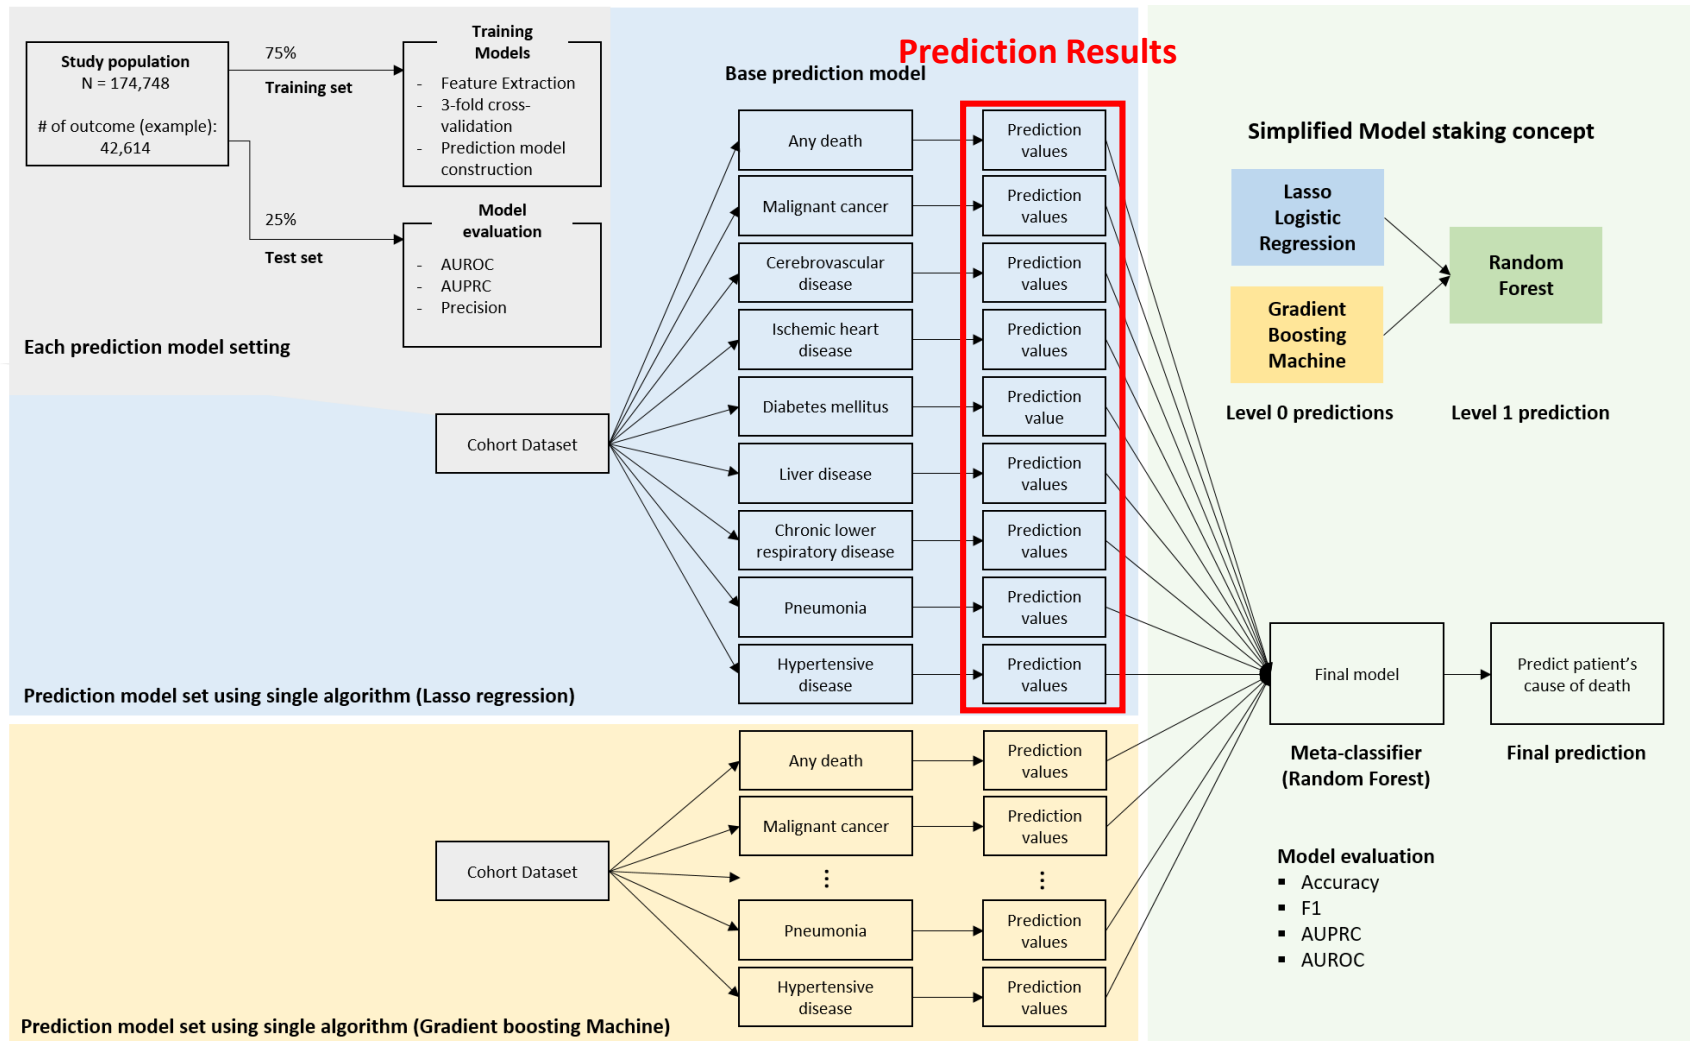 Study population
N = 174,748
# of outcome (example):
42,614
75%
Training set
25%
Test set
Training
Models
- Feature Extraction
- 3-fold cross-
validation
- Prediction model
construction
Model
evaluation
- AUROC
- AUPRC
- Precision
Each prediction model setting
Cohort Dataset
Prediction model set using single algorithm (Lasso regression)
Base prediction model
Prediction Results
Any death
Prediction
values
Malignant cancer
Prediction
values
Cerebrovascular
disease
Prediction
values
Ischemic heart
disease
Prediction
values
Diabetes mellitus
Prediction
value
Liver disease
Prediction
values
Chronic lower
respiratory disease
Prediction
values
Pneumonia
Prediction
values
Hypertensive
disease
Prediction
values
Cohort Dataset
Any death
Prediction
values
Malignant cancer
Prediction
values
⋮
⋮
Pneumonia
Prediction
values
Hypertensive
disease
Prediction
values
Prediction model set using single algorithm (Gradient boosting Machine)
Simplified Model staking concept
Lasso
Logistic
Regression
Gradient
Boosting
Machine
Random
Forest
Level 0 predictions
Level 1 prediction
Final model
Predict patient's
cause of death
Meta-classifier
(Random Forest)
Final prediction
Model evaluation
▪ Accuracy
▪ F1
▪ AUPRC
▪ AUROC